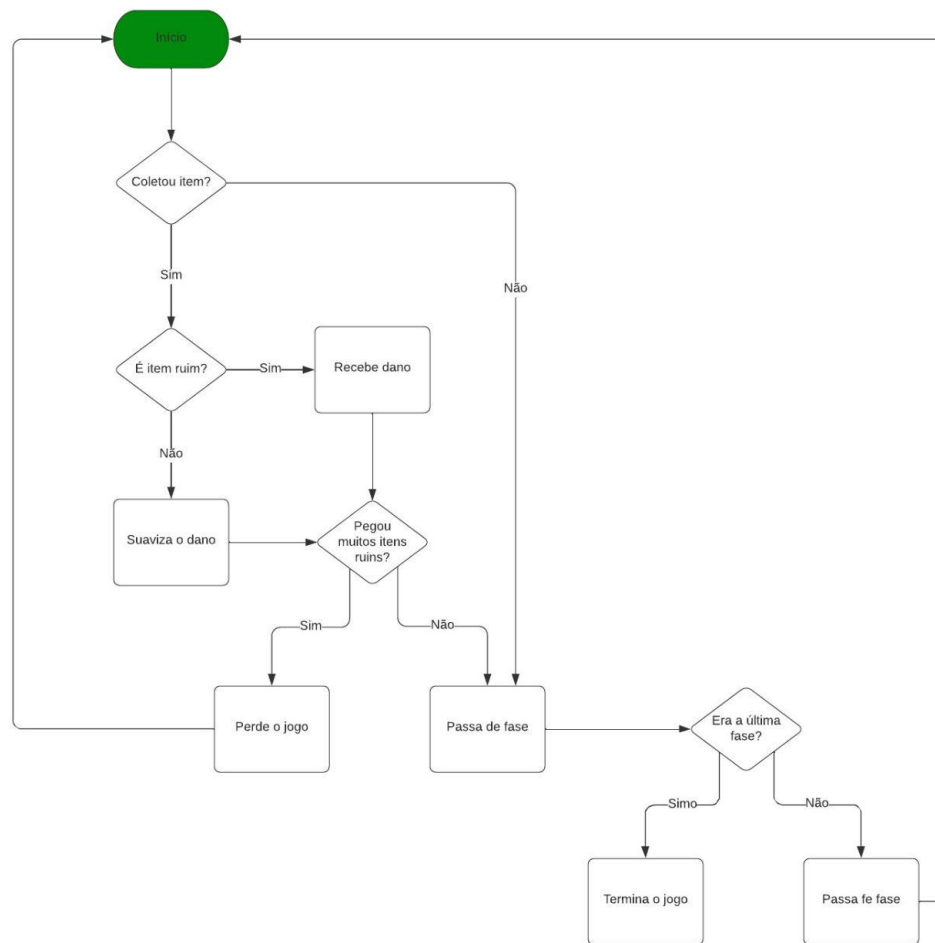 Início
Coletou item?
Não
Sim
É item ruim?
Sim
Recebe dano
Não
Suaviza o dano
Pegou
muitos itens
ruins?
Sim
Não
Perde o jogo
Passa de fase
Era a última
fase?
Simo
Não
Termina o jogo
Passa fe fase